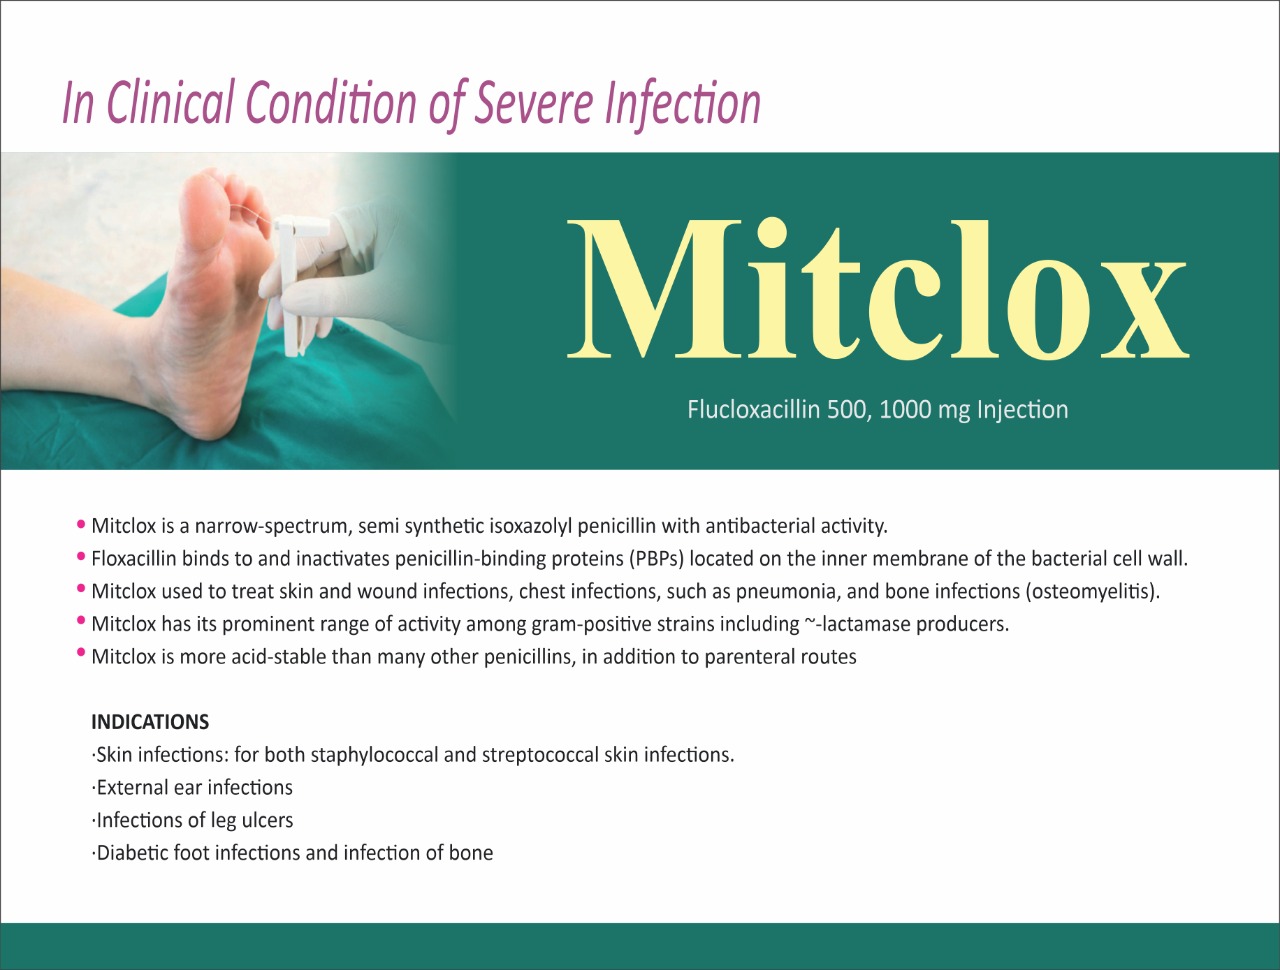 In Clinical Condition of Severe Infection
Mitclox
Flucloxacillin 500, 1000 mg Injection
• Mitclox is a narrow-spectrum, semi synthetic isoxazolyl penicillin with antibacterial activity.
• Floxacillin binds to and inactivates penicillin-binding proteins (PBPs) located on the inner membrane of the bacterial cell wall.
• Mitclox used to treat skin and wound infections, chest infections, such as pneumonia, and bone infections (osteomyelitis).
• Mitclox has its prominent range of activity among gram-positive strains including ~-lactamase producers.
• Mitclox is more acid-stable than many other penicillins, in addition to parenteral routes
INDICATIONS
·Skin infections: for both staphylococcal and streptococcal skin infections.
·External ear infections
·Infections of leg ulcers
·Diabetic foot infections and infection of bone